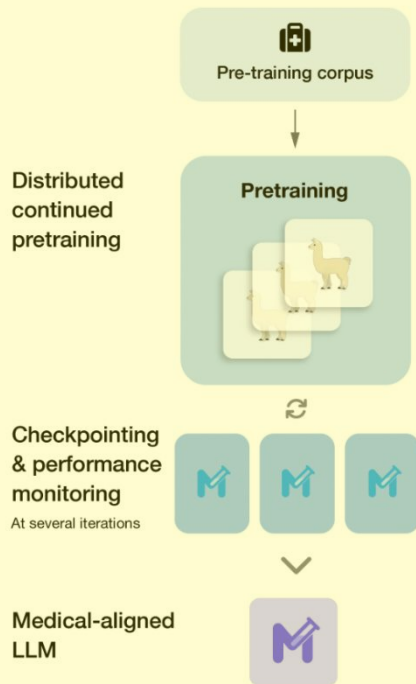 Pre-training corpus
Distributed
continued
pretraining
Pretraining
Checkpointing
& performance
monitoring
At several iterations
Medical-aligned
LLM